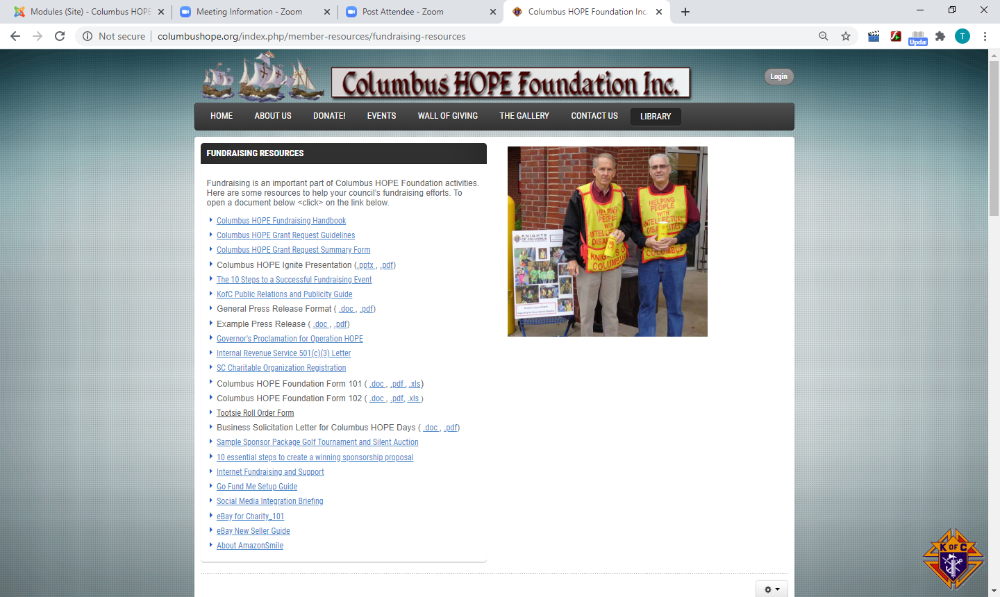 Modules (Site) - Columbus HOPE
Meeting Information - Zoom
Post Attendee - Zoom
Columbus HOPE Foundation Inc.
Not secure
columbushope.org/index.php/member-resources/fundraising-resources
Updat
T
Columbus HOPE Foundation Inc.
Login
HOME ABOUT US DONATE! EVENTS WALL OF GIVING THE GALLERY CONTACT US LIBRARY
FUNDRAISING RESOURCES
Fundraising is an important part of Columbus HOPE Foundation activities.
Here are some resources to help your council's fundraising efforts. To
open a document below <click> on the link below.
Columbus HOPE Fundraising Handbook
Columbus HOPE Grant Request Guidelines
Columbus HOPE Grant Request Summary Form
Columbus HOPE Ignite Presentation (.pptx , .pdf)
The 10 Steps to a Successful Fundraising Event
KofC Public Relations and Publicity Guide
General Press Release Format ( .doc , .pdf)
Example Press Release ( .doc , .pdf)
Governor's Proclamation for Operation HOPE
Internal Revenue Service 501(c)(3) Letter
SC Charitable Organization Registration
Columbus HOPE Foundation Form 101 ( .doc , .pdf , .xls)
Columbus HOPE Foundation Form 102 ( .doc , .pdf, .xls )
Tootsie Roll Order Form
Business Solicitation Letter for Columbus HOPE Days ( .doc , .pdf)
Sample Sponsor Package Golf Tournament and Silent Auction
10 essential steps to create a winning sponsorship proposal
Internet Fundraising and Support
Go Fund Me Setup Guide
Social Media Integration Briefing
eBay for Charity_101
eBay New Seller Guide
About AmazonSmile
KNIGHTS
OF COLUMBUS
HELPING
PEOPLE
WITH
INTELLECT
DISA
KNIGHTS O
COLUMBUS
HELPING
PEOPLE
WITH
INTELLECTUAL
DISABILITIES
COLUMBUS
K OF C